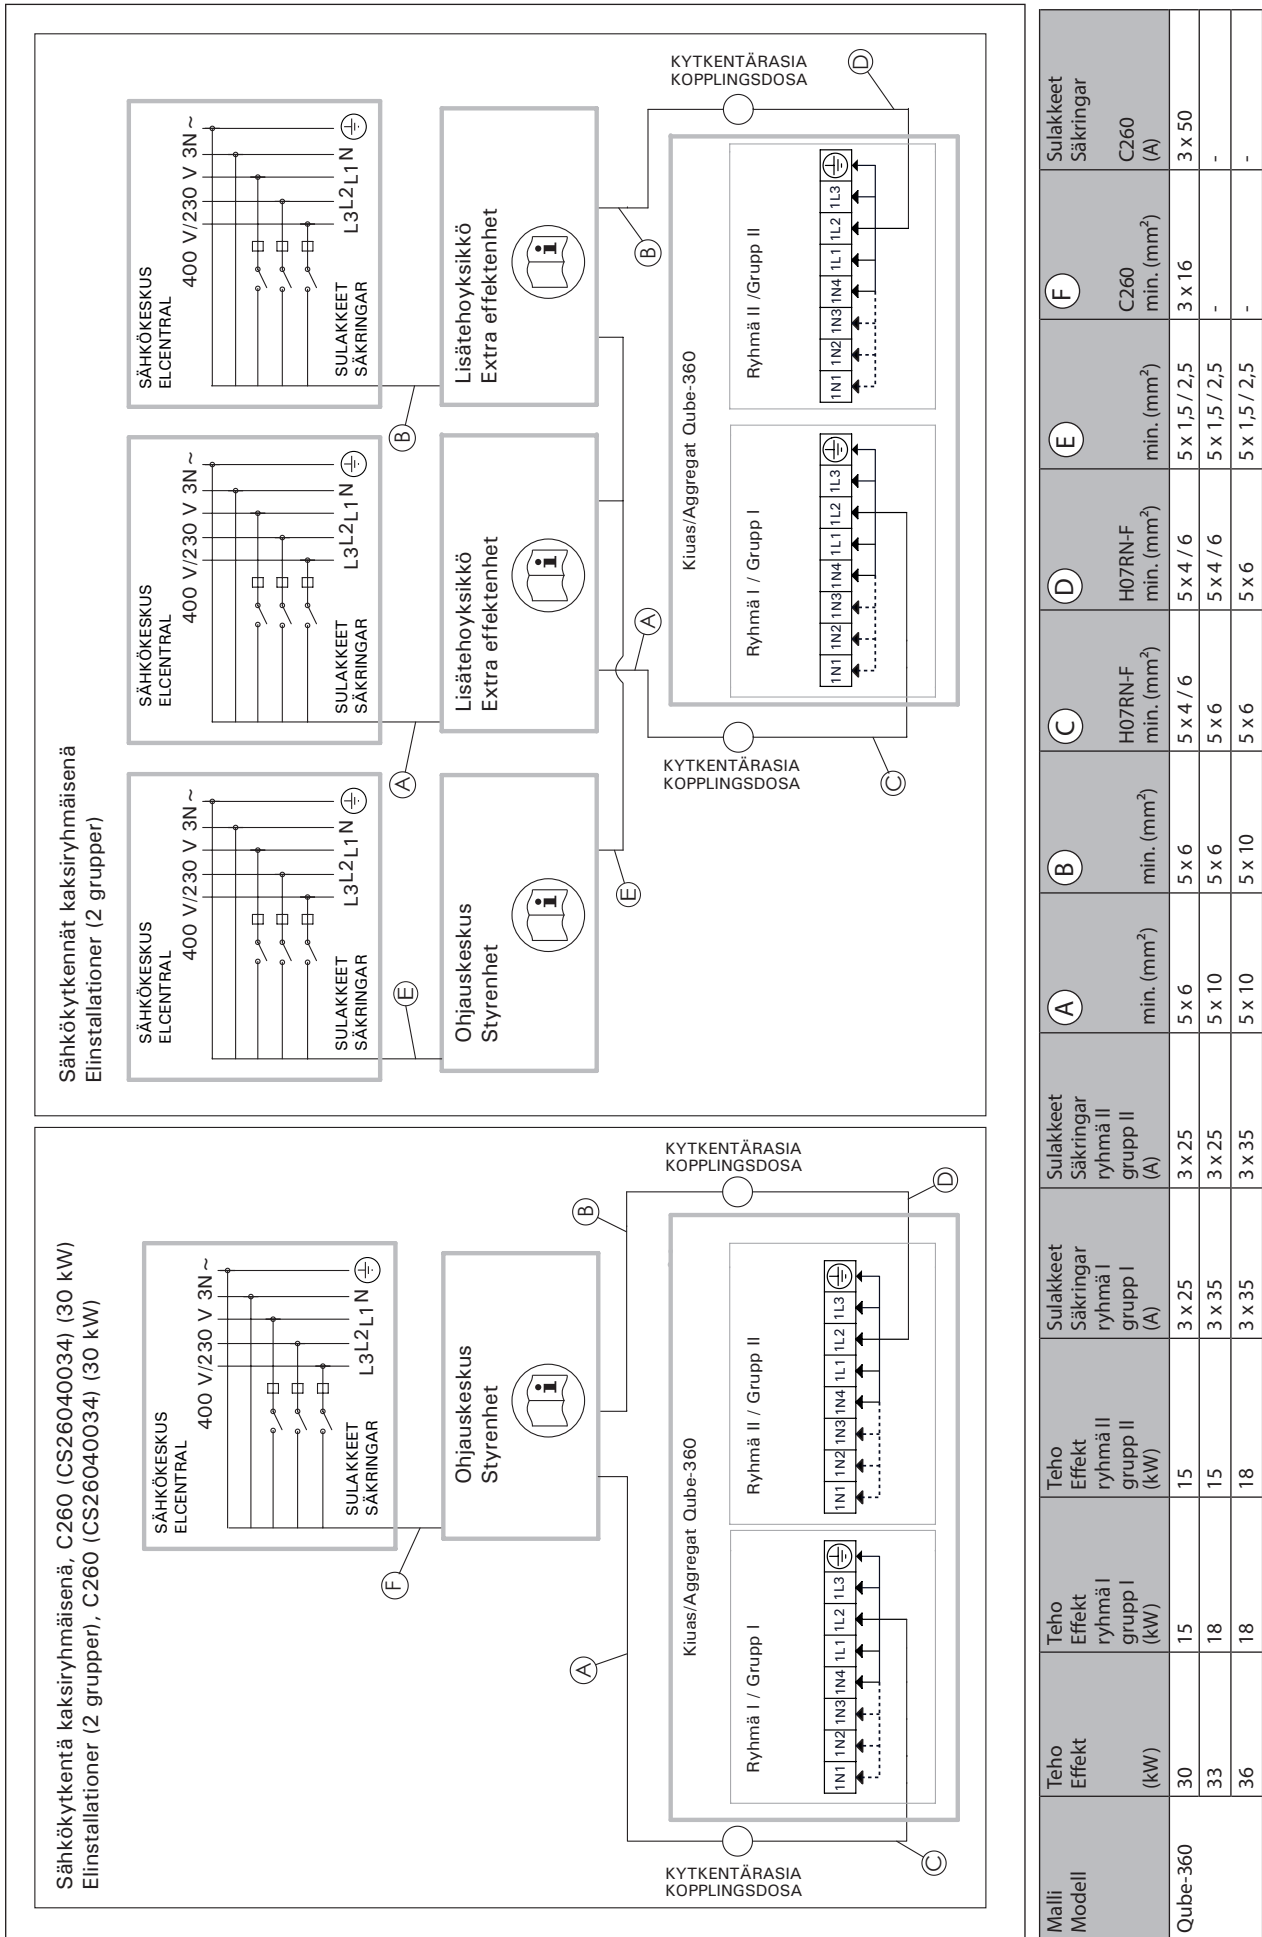 Sähkökytkentä kaksiryhmäisenä, C260 (CS26040034) (30 kW)
Elinstallationer (2 grupper), C260 (CS26040034) (30 kW)
SÄHKÖKESKUS
ELCENTRAL
400 V/230 V 3N ~
L3 L2 L1 N
SULAKKEET
SÄKRINGAR
F
Ohjauskeskus
Styrenhet
i
A
B
KYTKENTÄRASIA
KOPPLINGSDOSA
KYTKENTÄRASIA
KOPPLINGSDOSA
C
D
Kiuas/Aggregat Qube-360
Ryhmä I / Grupp I
1N1 1N2 1N3 1N4 1L1 1L2 1L3
Ryhmä II / Grupp II
1N1 1N2 1N3 1N4 1L1 1L2 1L3
Sähkökytkennät kaksiryhmäisenä
Elinstallationer (2 grupper)
SÄHKÖKESKUS
ELCENTRAL
400 V/230 V 3N ~
L3 L2 L1 N
SULAKKEET
SÄKRINGAR
E
Ohjauskeskus
Styrenhet
i
E
SÄHKÖKESKUS
ELCENTRAL
400 V/230 V 3N ~
L3 L2 L1 N
SULAKKEET
SÄKRINGAR
A
Lisätehoyksikkö
Extra effektenhet
i
A
SÄHKÖKESKUS
ELCENTRAL
400 V/230 V 3N ~
L3 L2 L1 N
SULAKKEET
SÄKRINGAR
B
Lisätehoyksikkö
Extra effektenhet
i
B
KYTKENTÄRASIA
KOPPLINGSDOSA
KYTKENTÄRASIA
KOPPLINGSDOSA
C
D
Kiuas/Aggregat Qube-360
Ryhmä I / Grupp I
1N1 1N2 1N3 1N4 1L1 1L2 1L3
Ryhmä II /Grupp II
1N1 1N2 1N3 1N4 1L1 1L2 1L3
Malli
Modell
Teho
Effekt
(kW)
Teho
Effekt
ryhmä I
grupp I
(kW)
Teho
Effekt
ryhmä II
grupp II
(kW)
Sulakkeet
Säkringar
ryhmä I
grupp I
(A)
Sulakkeet
Säkringar
ryhmä II
grupp II
(A)
A
min. (mm²)
B
min. (mm²)
C
H07RN-F
min. (mm²)
D
H07RN-F
min. (mm²)
E
min. (mm²)
F
C260
min. (mm²)
Sulakkeet
Säkringar
C260
(A)
Qube-360 30 15 15 3 x 25 3 x 25 5 x 6 5 x 6 5 x 4 / 6 5 x 4 / 6 5 x 1,5 / 2,5 3 x 16 3 x 50
33 18 15 3 x 35 3 x 25 5 x 10 5 x 6 5 x 6 5 x 4 / 6 5 x 1,5 / 2,5 - -
36 18 18 3 x 35 3 x 35 5 x 10 5 x 10 5 x 6 5 x 6 5 x 1,5 / 2,5 - -